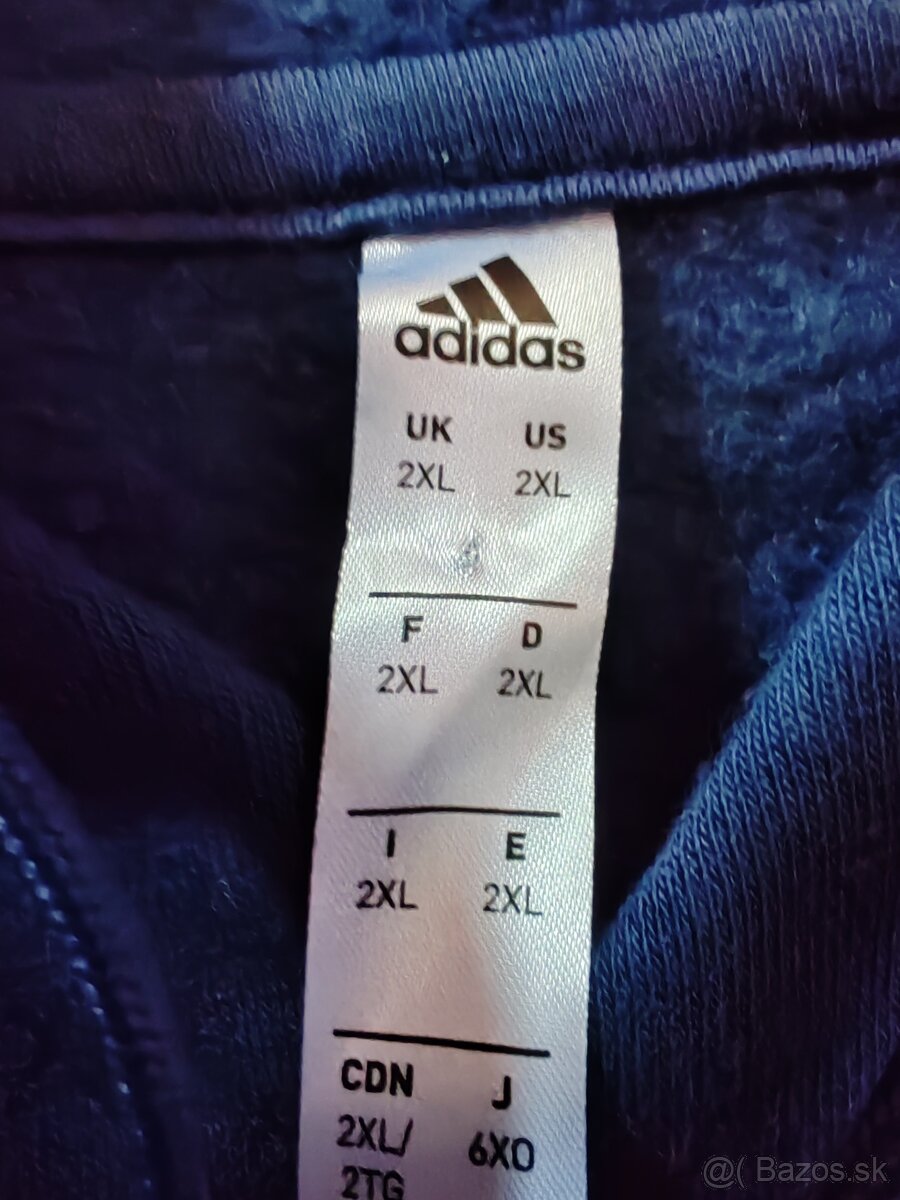 adidas
UK US
2XL 2XL
F D
2XL 2XL
I E
2XL 2XL
CDN J
2XL/ 6XO
2TG
@( Bazos.sk